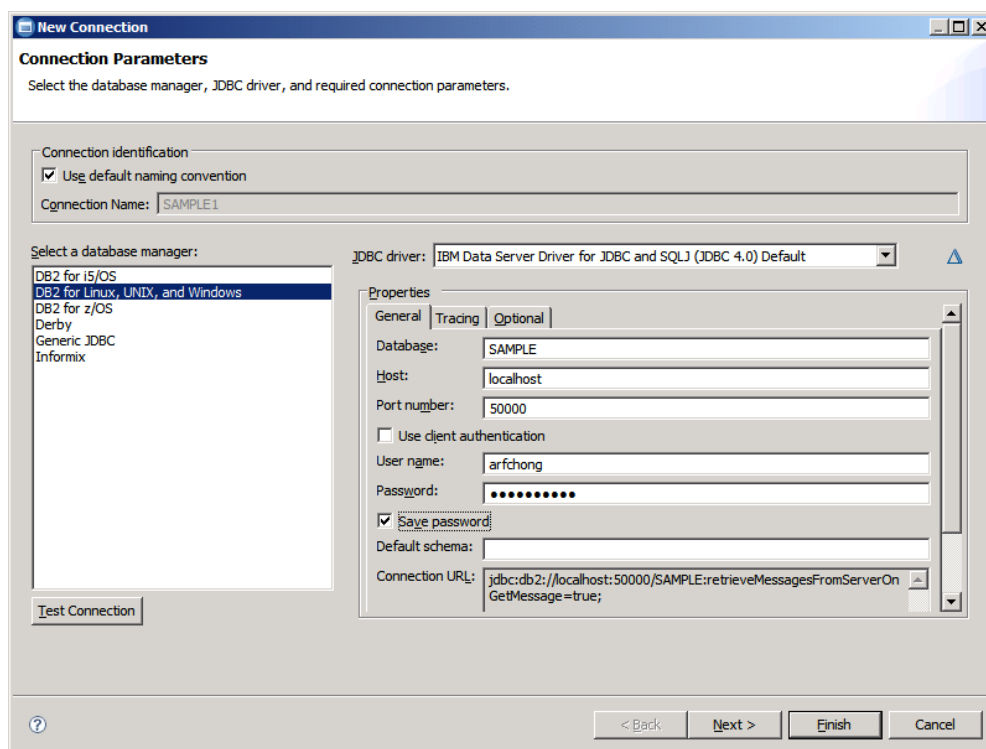 New Connection
Connection Parameters
Select the database manager, JDBC driver, and required connection parameters.
Connection identification
Use default naming convention
Connection Name: SAMPLE1
Select a database manager:
DB2 for i5/OS
DB2 for Linux, UNIX, and Windows
DB2 for z/OS
Derby
Generic JDBC
Informix
Test Connection
JDBC driver: IBM Data Server Driver for JDBC and SQLJ (JDBC 4.0) Default
Properties
General Tracing Optional
Database: SAMPLE
Host: localhost
Port number: 50000
Use client authentication
User name: arfchong
Password: ●●●●●●●●●●
Save password
Default schema:
Connection URL: jdbc:db2://localhost:50000/SAMPLE:retrieveMessagesFromServerOn
GetMessage=true;
? < Back Next > Finish Cancel